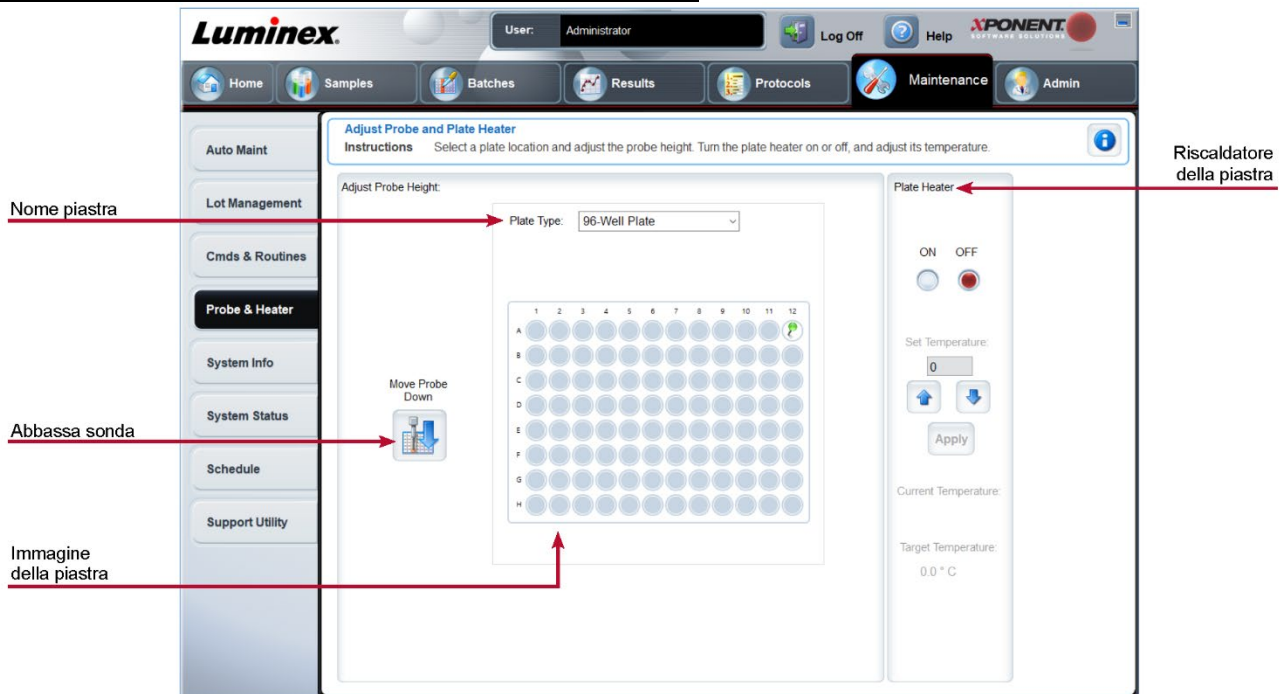 Luminex.
User:
Administrator
Log Off
Help
XPONENT.
SOFTWARE SOLUTIONS
Home
Samples
Batches
Results
Protocols
Maintenance
Admin
Auto Maint
Lot Management
Cmds & Routines
Probe & Heater
System Info
System Status
Schedule
Support Utility
Adjust Probe and Plate Heater
Instructions Select a plate location and adjust the probe height. Turn the plate heater on or off, and adjust its temperature.
Adjust Probe Height:
Plate Type: 96-Well Plate
Move Probe
Down
1 2 3 4 5 6 7 8 9 10 11 12
A
B
C
D
E
F
G
H
Plate Heater
ON OFF
Set Temperature:
0
Apply
Current Temperature:
Target Temperature:
0.0 ° C
Nome piastra
Abbassa sonda
Immagine
della piastra
Riscaldatore
della piastra